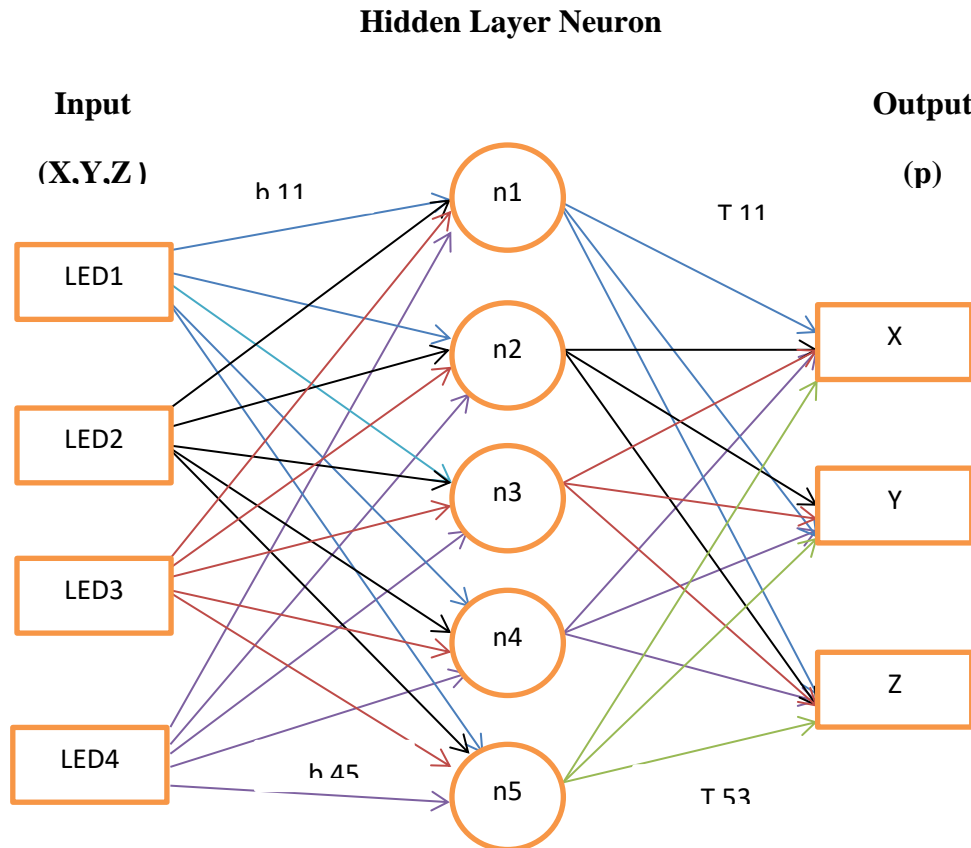 Hidden Layer Neuron
Input
(X,Y,Z)
Output
(p)
b 11
T 11
n1
LED1
n2
X
LED2
n3
Y
LED3
n4
Z
LED4
b 45
n5
T 53